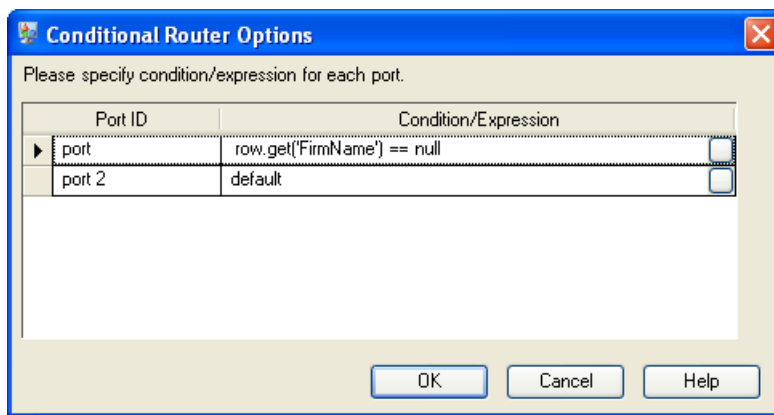 Conditional Router Options
Please specify condition/expression for each port.
Port ID Condition/Expression
port row.get('FirmName') == null
port 2 default
OK Cancel Help